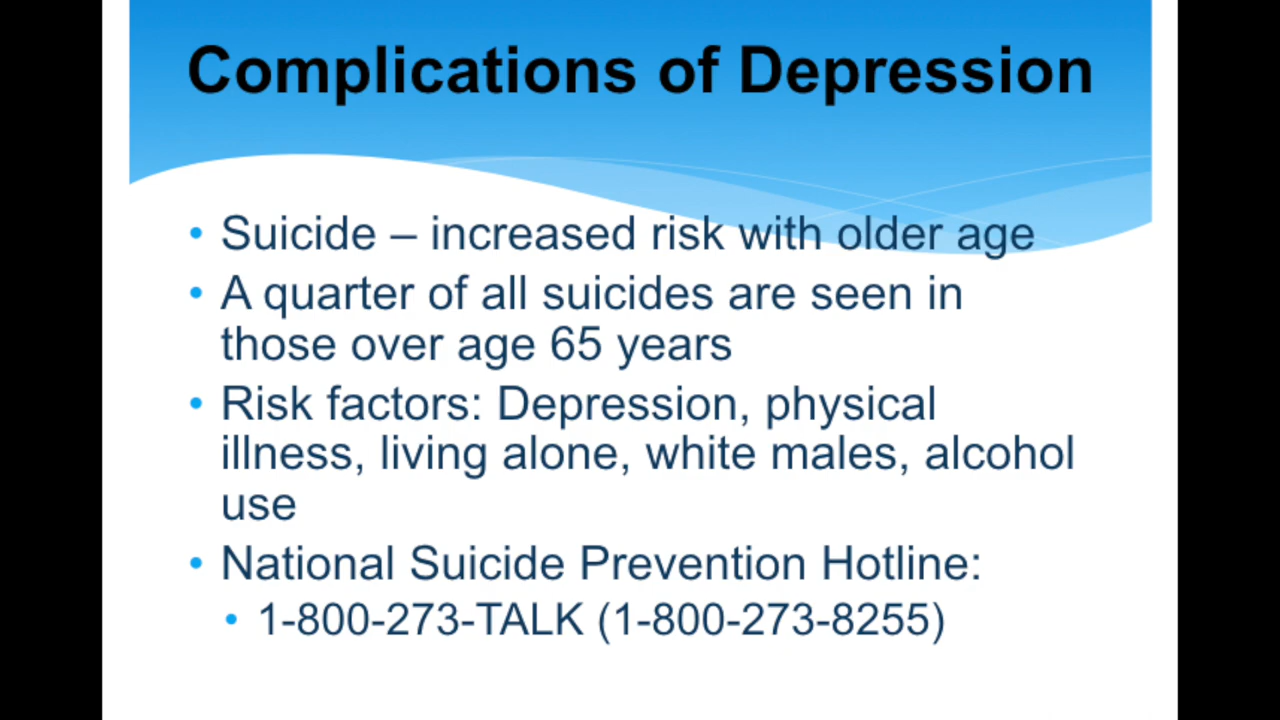 Complications of Depression
• Suicide – increased risk with older age
• A quarter of all suicides are seen in
those over age 65 years
• Risk factors: Depression, physical
illness, living alone, white males, alcohol
use
• National Suicide Prevention Hotline:
• 1-800-273-TALK (1-800-273-8255)